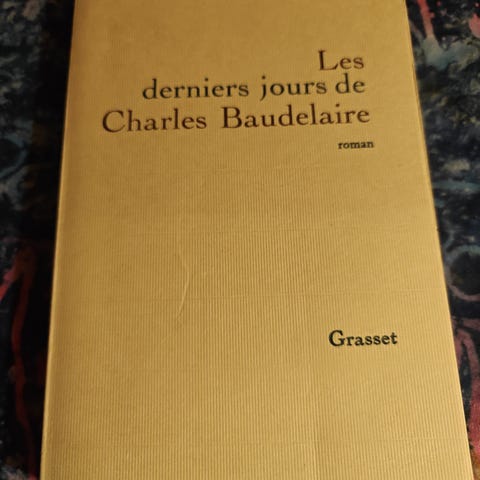 Les
derniers jours de
Charles Baudelaire
roman
Grasset